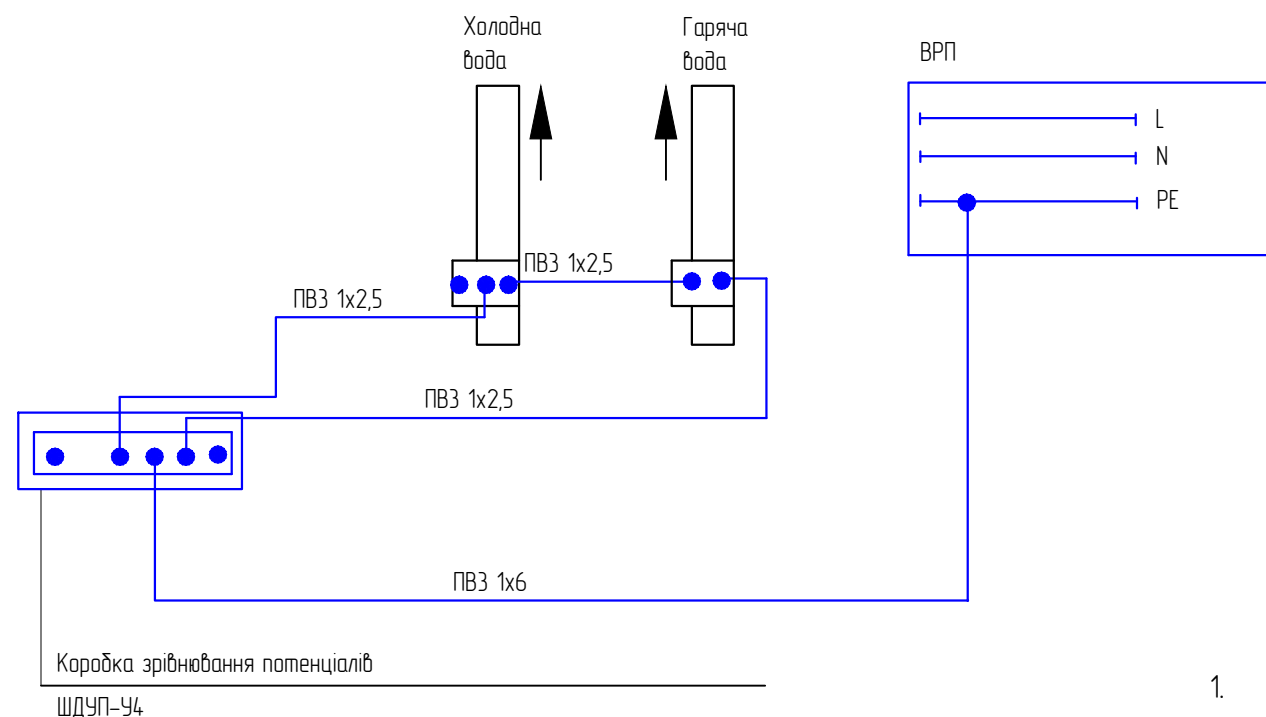 Холодна
вода
Гаряча
вода
ВРП
L
N
PE
ПВЗ 1х2,5
ПВЗ 1х2,5
ПВЗ 1х2,5
ПВЗ 1х6
Коробка зрівнювання потенціалів
ШДУП-У4
1.